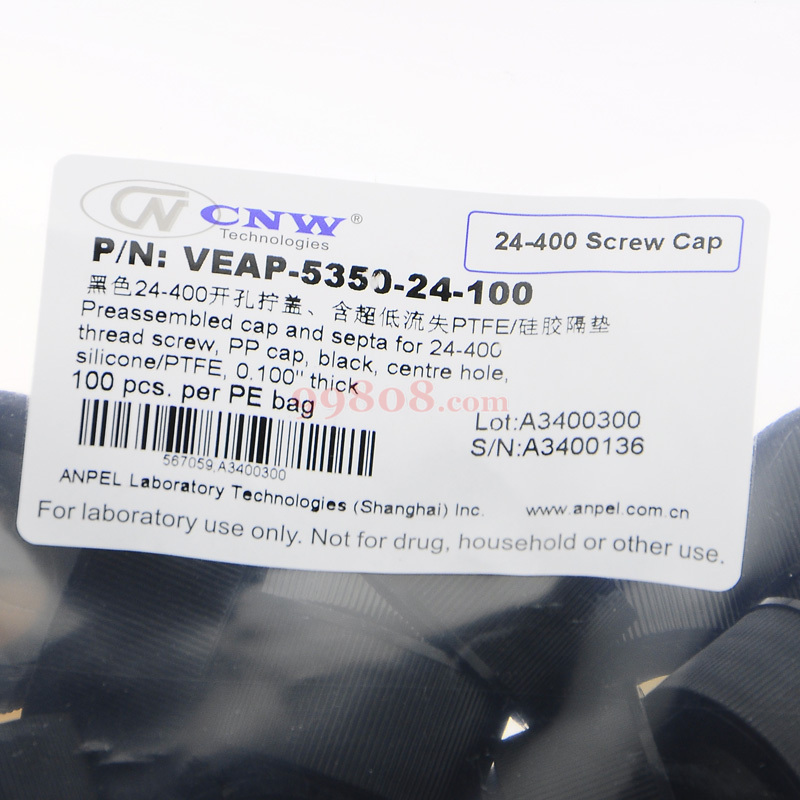 CNW®
Technologies
24-400 Screw Cap
P/N: VEAP-5350-24-100
黑色24-400开孔拧盖、含超低流失PTFE/硅胶隔垫
Preassembled cap and septa for 24-400
thread screw, PP cap, black, centre hole,
silicone/PTFE, 0.100" thick
100 pcs. per PE bag
99808.com
Lot:A3400300
S/N:A3400136
567059,A3400300
ANPEL Laboratory Technologies (Shanghai) Inc. www.anpel.com.cn
For laboratory use only. Not for drug, household or other use.